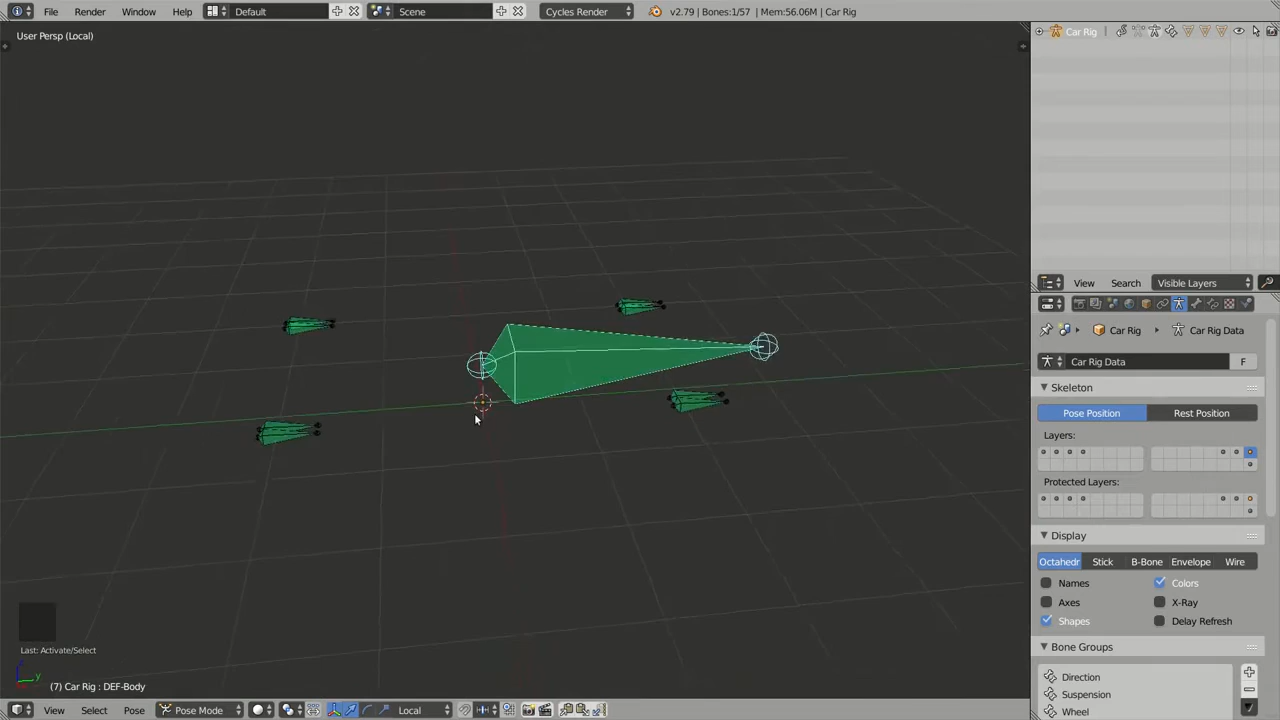 File Render Window Help Default Scene Cycles Render v2.79 | Bones:1/57 | Mem:56.06M | Car Rig
User Persp (Local)
Car Rig
View Search Visible Layers
Car Rig Car Rig Data
Car Rig Data F
Skeleton
Pose Position Rest Position
Layers:
Protected Layers:
Display
Octahedr Stick B-Bone Envelope Wire
Names Colors
Axes X-Ray
Shapes Delay Refresh
Bone Groups
Direction
Suspension
Wheel
Last: Activate/Select
z
y
(7) Car Rig : DEF-Body
View Select Pose Pose Mode Local